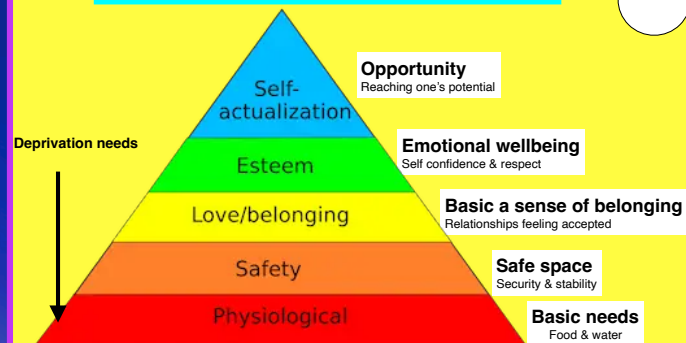 Opportunity
Reaching one's potential
Self-
actualization
Deprivation needs
Emotional wellbeing
Self confidence & respect
Esteem
Basic a sense of belonging
Relationships feeling accepted
Love/belonging
Safe space
Security & stability
Safety
Basic needs
Food & water
Physiological